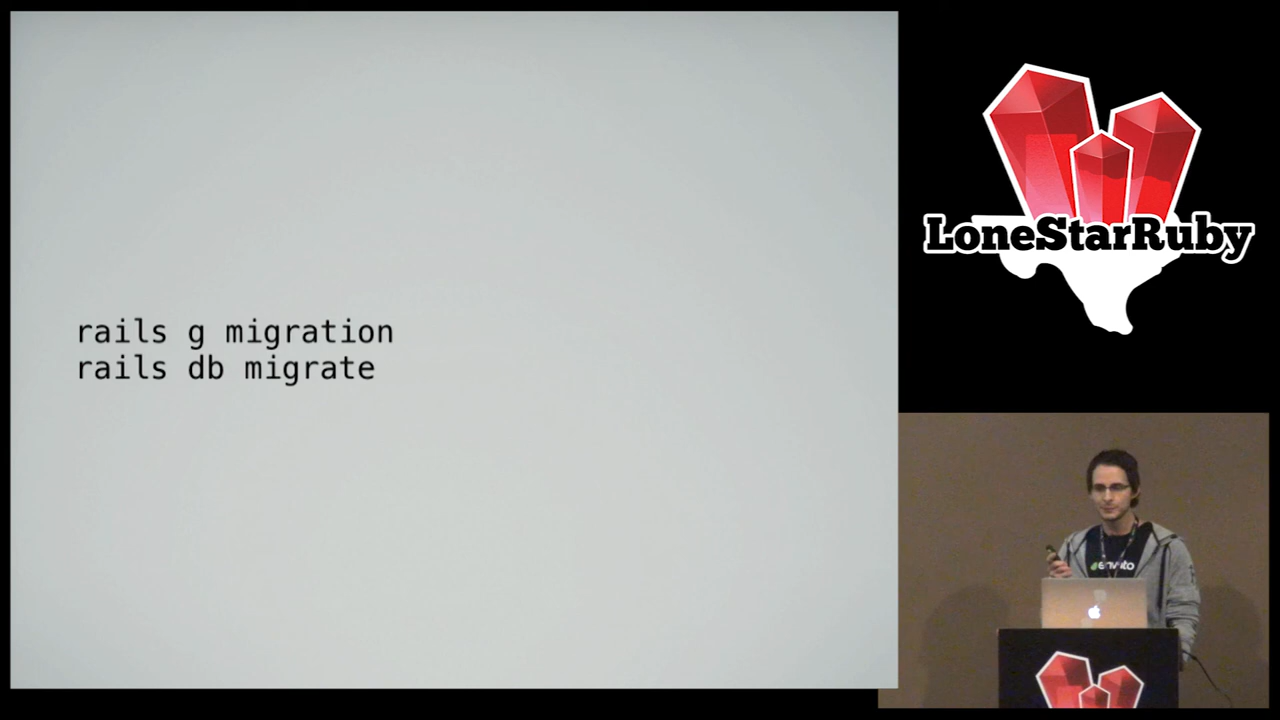 rails g migration
rails db migrate
LoneStarRuby
envato